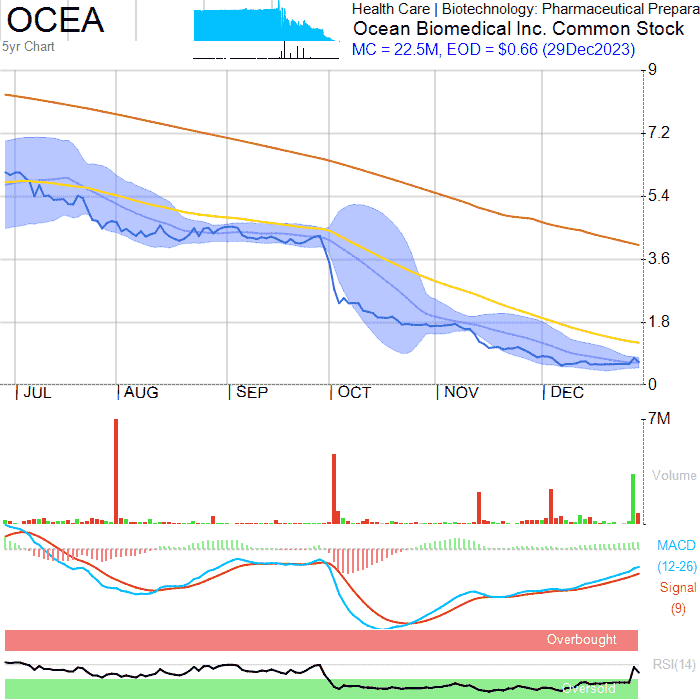 OCEA
5yr Chart
Health Care | Biotechnology: Pharmaceutical Prepara
Ocean Biomedical Inc. Common Stock
MC = 22.5M, EOD = $0.66 (29Dec2023)
9
7.2
5.4
3.6
1.8
0
JUL AUG SEP OCT NOV DEC
7M
Volume
MACD
(12-26)
Signal
(9)
Overbought
RSI(14)
Oversold